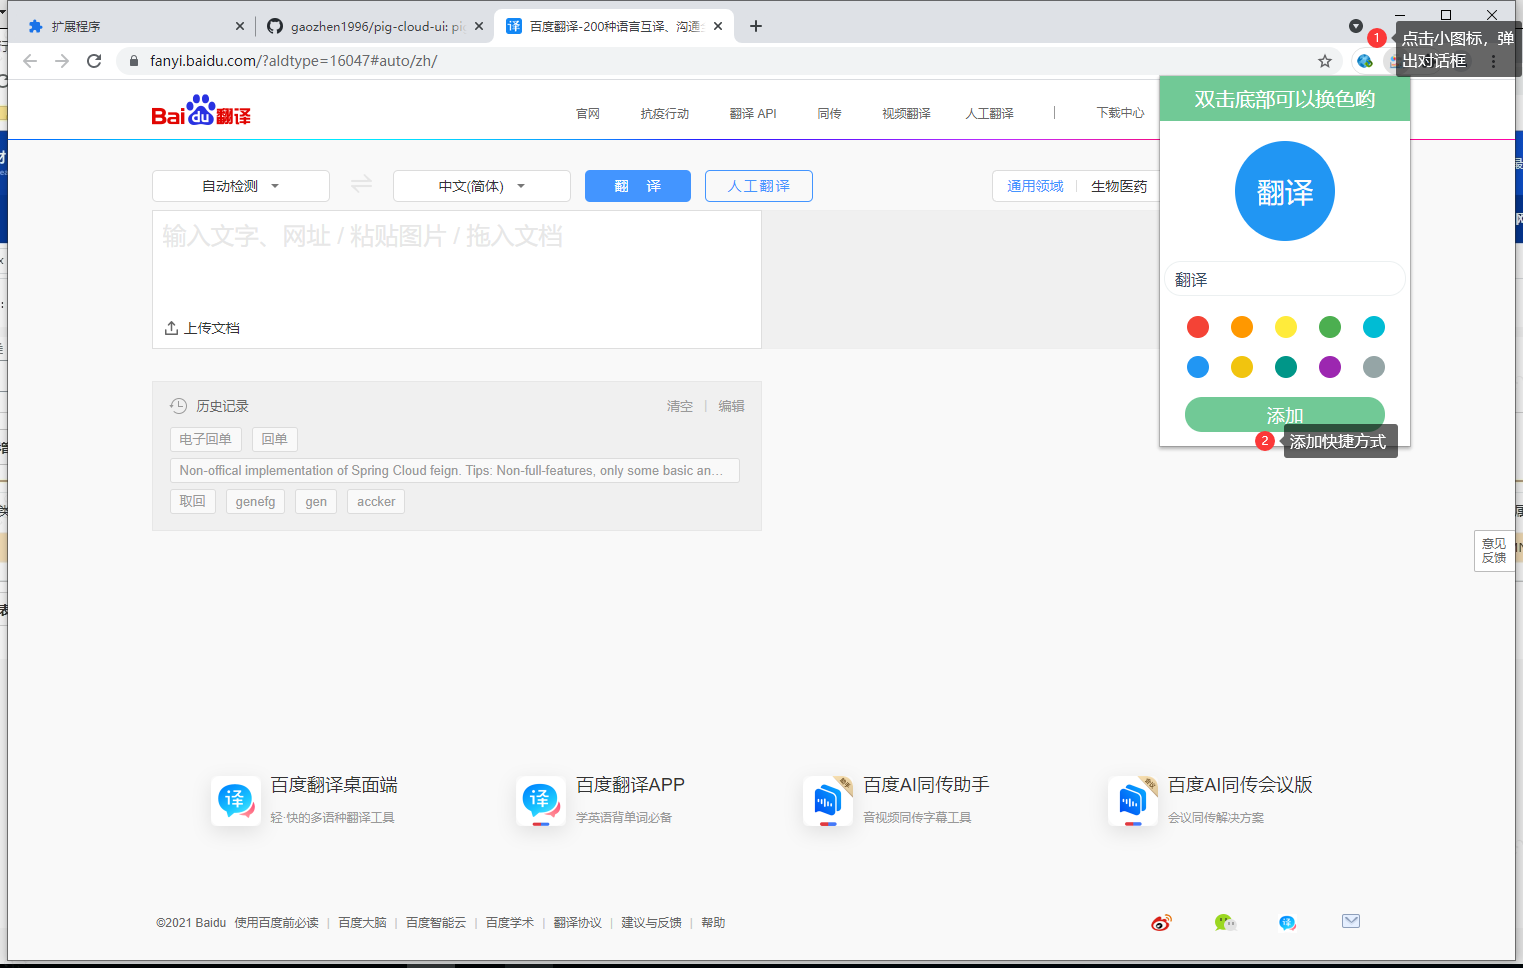 扩展程序
gaozhen1996/pig-cloud-ui: pi
百度翻译-200种语言互译、沟通
1
点击小图标，弹
出对话框
fanyi.baidu.com/?aldtype=16047#auto/zh/
双击底部可以换色哟
Bai du 翻译
官网
抗疫行动
翻译 API
同传
视频翻译
人工翻译
下载中心
翻译
自动检测
中文(简体)
翻 译
人工翻译
通用领域
生物医药
输入文字、网址 / 粘贴图片 / 拖入文档
翻译
上传文档
历史记录
清空
编辑
添加
电子回单
回单
2
添加快捷方式
Non-offical implementation of Spring Cloud feign. Tips: Non-full-features, only some basic an…
取回
genefg
gen
accker
意见
反馈
译
百度翻译桌面端
轻·快的多语种翻译工具
译
百度翻译APP
学英语背单词必备
百度AI同传助手
音视频同传字幕工具
百度AI同传会议版
会议同传解决方案
©2021 Baidu 使用百度前必读 | 百度大脑 | 百度智能云 | 百度学术 | 翻译协议 | 建议与反馈 | 帮助